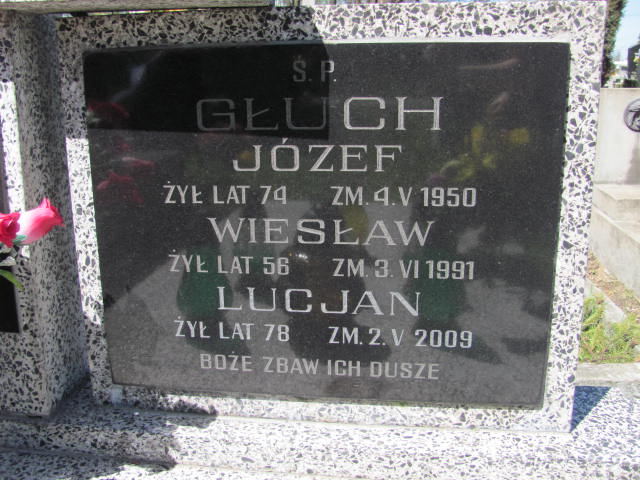 Ś. P.
GŁUCH
JÓZEF
ŻYŁ LAT 74 ZM. 4. V 1950
WIESŁAW
ŻYŁ LAT 56 ZM. 3. VI 1991
LUCJAN
ŻYŁ LAT 78 ZM. 2. V 2009
BOŻE ZBAW ICH DUSZE